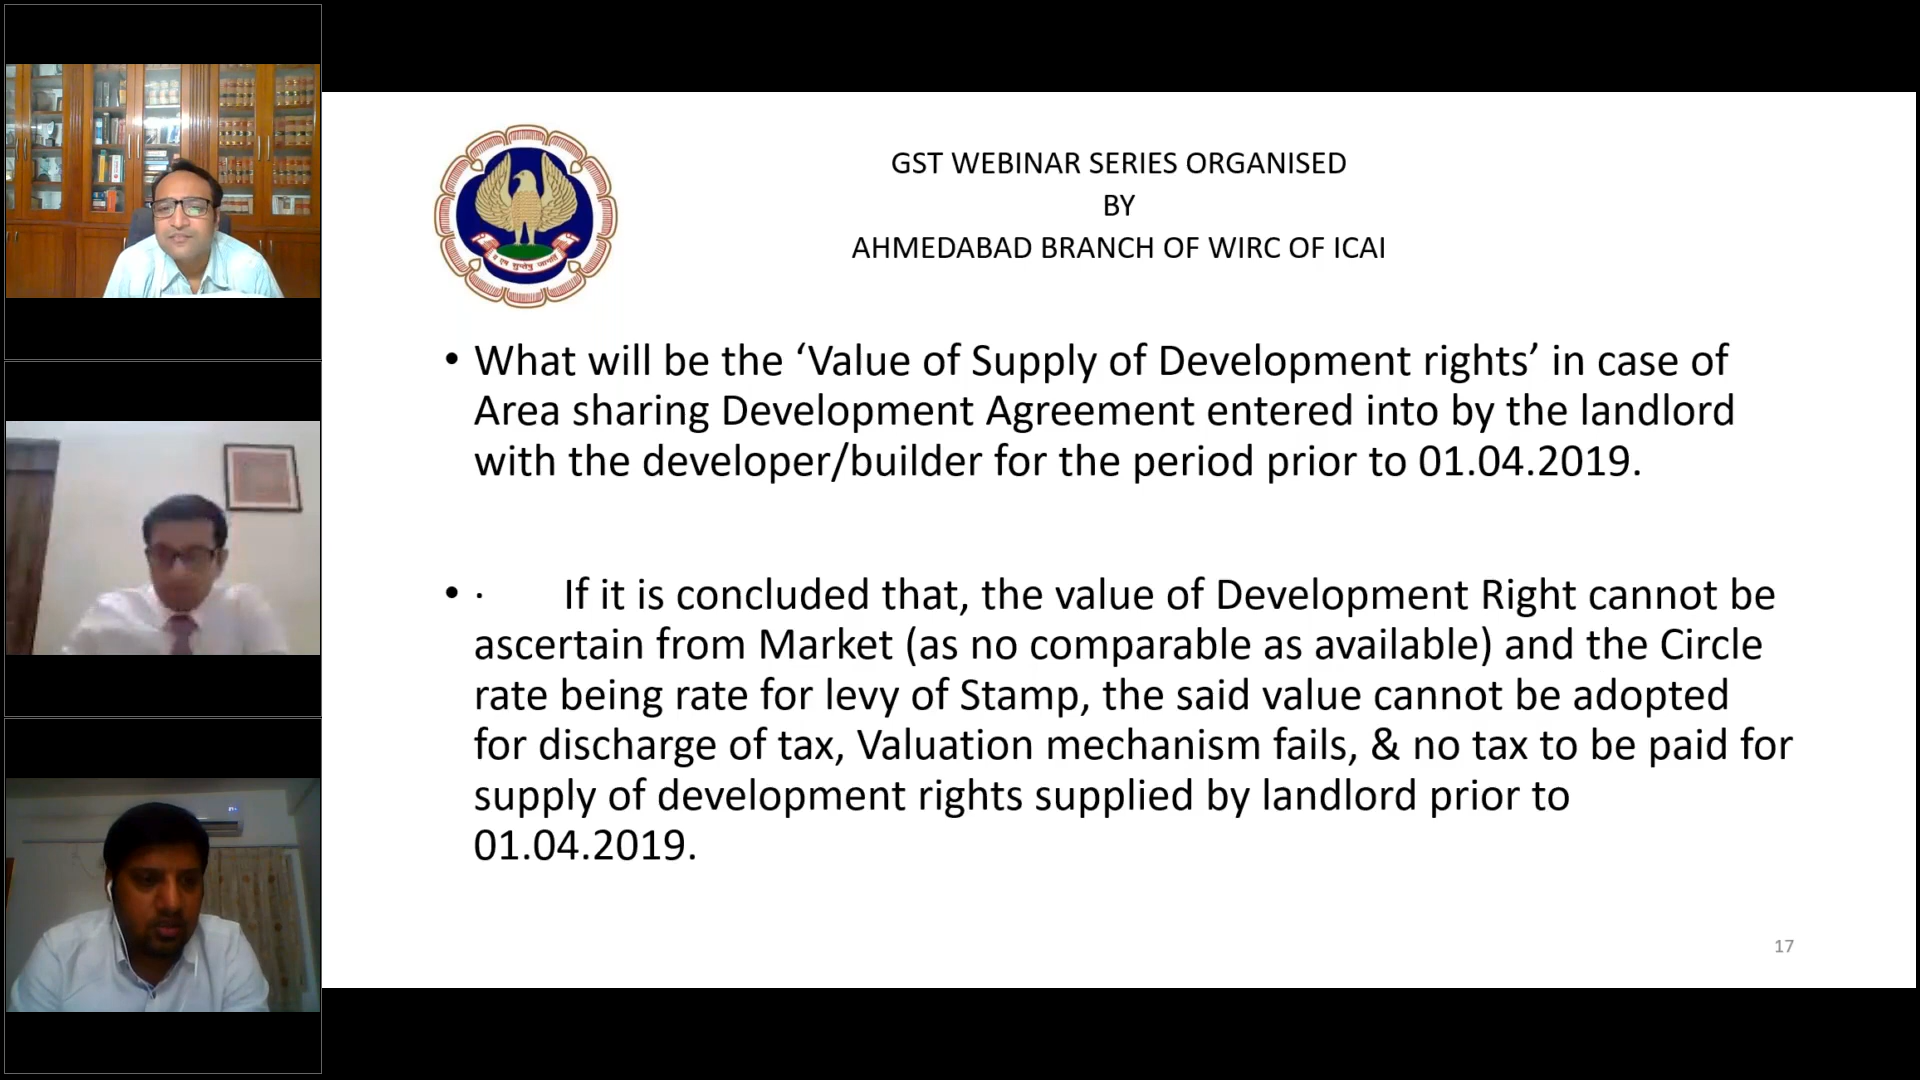 GST WEBINAR SERIES ORGANISED
BY
AHMEDABAD BRANCH OF WIRC OF ICAI
य एष सुप्तेषु जागर्ति
• What will be the ‘Value of Supply of Development rights’ in case of
Area sharing Development Agreement entered into by the landlord
with the developer/builder for the period prior to 01.04.2019.
• · If it is concluded that, the value of Development Right cannot be
ascertain from Market (as no comparable as available) and the Circle
rate being rate for levy of Stamp, the said value cannot be adopted
for discharge of tax, Valuation mechanism fails, & no tax to be paid for
supply of development rights supplied by landlord prior to
01.04.2019.
17